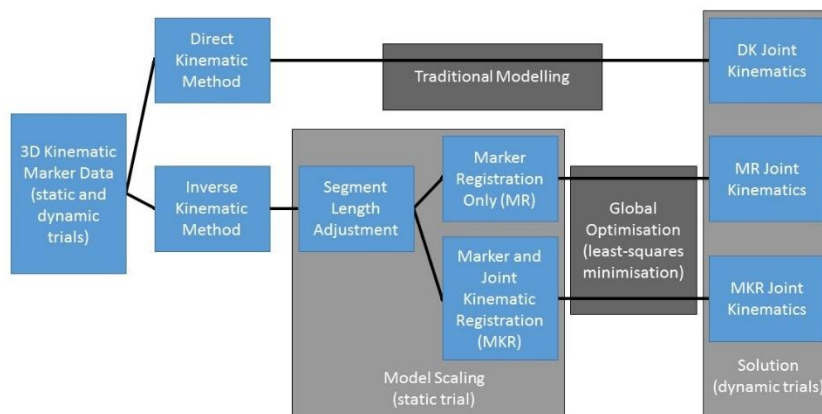 3D Kinematic
Marker Data
(static and
dynamic
trials)
Direct
Kinematic
Method
Traditional Modelling
DK Joint
Kinematics
Inverse
Kinematic
Method
Segment
Length
Adjustment
Marker
Registration
Only (MR)
Marker
and Joint
Kinematic
Registration
(MKR)
Model Scaling
(static trial)
Global
Optimisation
(least-squares
minimisation)
MR Joint
Kinematics
MKR Joint
Kinematics
Solution
(dynamic trials)